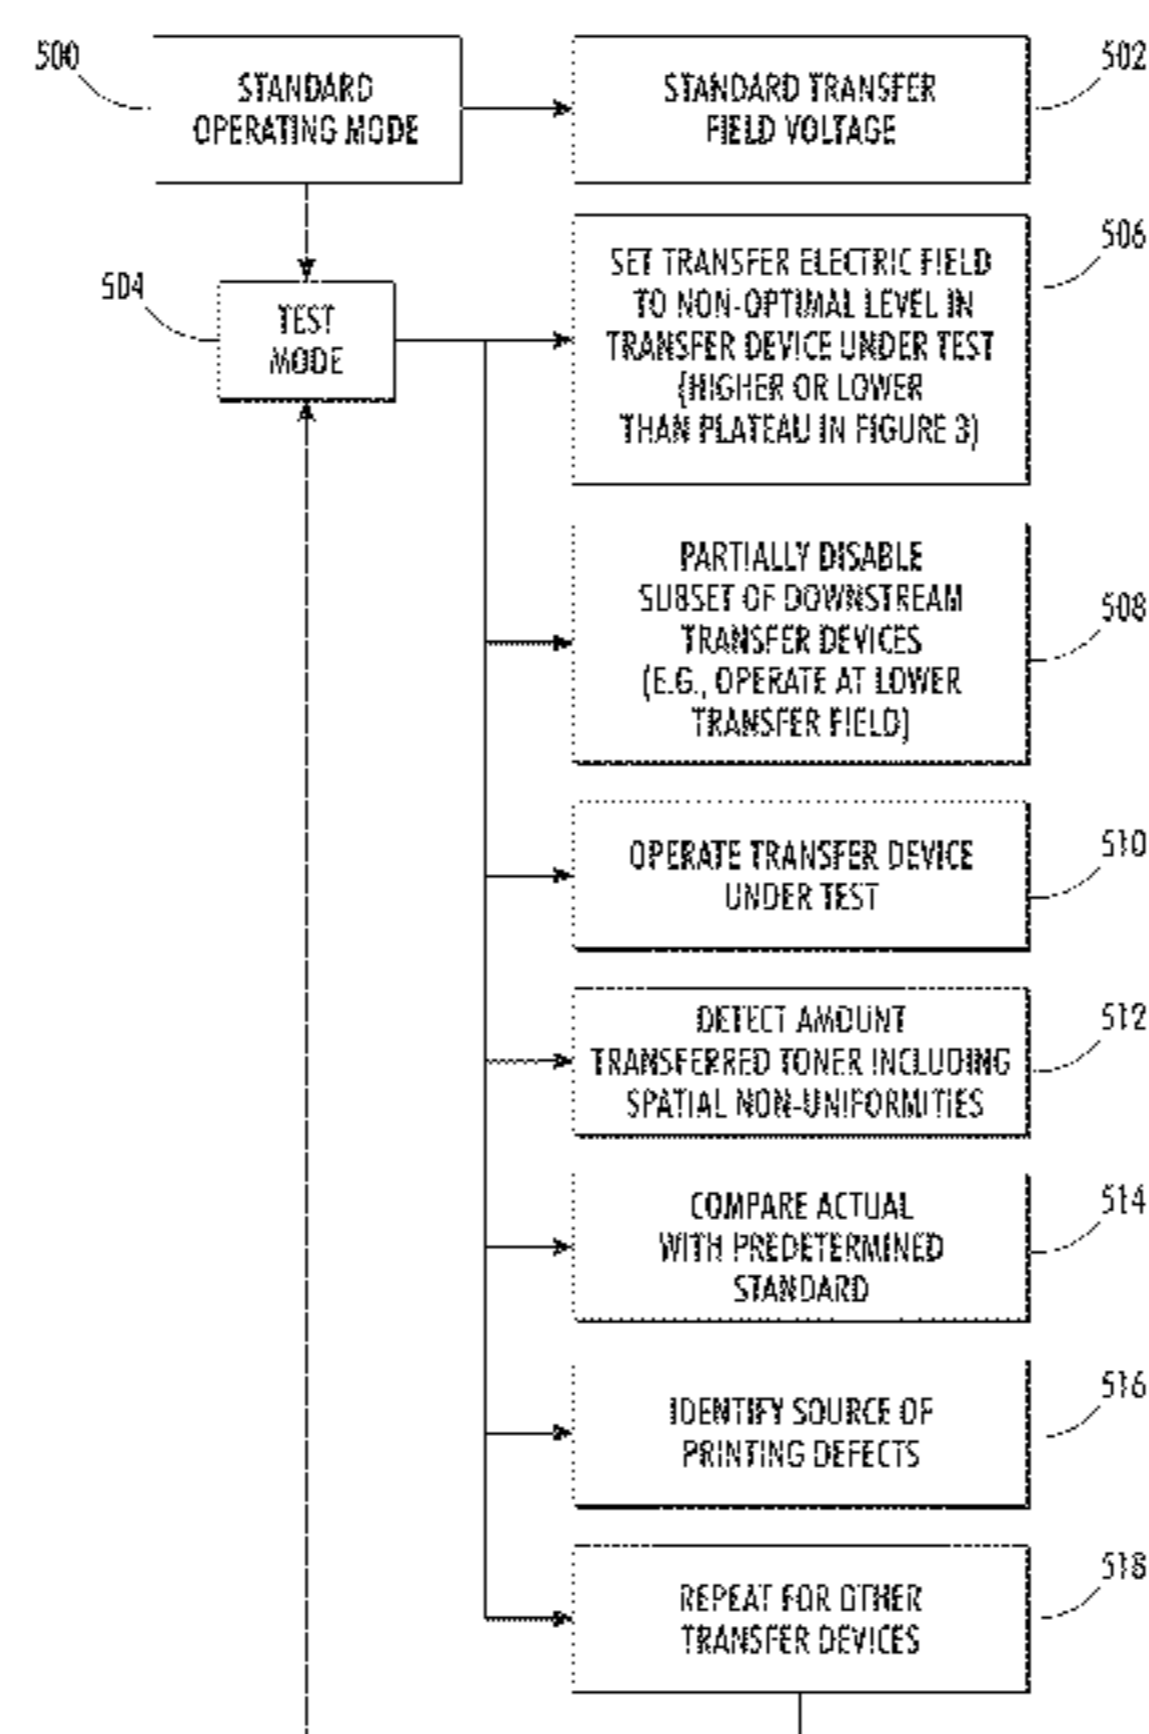 500
STANDARD
OPERATING MODE
STANDARD TRANSFER
FIELD VOLTAGE
502
504
TEST
MODE
SET TRANSFER ELECTRIC FIELD
TO NON-OPTIMAL LEVEL IN
TRANSFER DEVICE UNDER TEST
(HIGHER OR LOWER
THAN PLATEAU IN FIGURE 3)
506
PARTIALLY DISABLE
SUBSET OF DOWNSTREAM
TRANSFER DEVICES
(E.G., OPERATE AT LOWER
TRANSFER FIELD)
508
OPERATE TRANSFER DEVICE
UNDER TEST
510
DETECT AMOUNT
TRANSFERRED TONER INCLUDING
SPATIAL NON-UNIFORMITIES
512
COMPARE ACTUAL
WITH PREDETERMINED
STANDARD
514
IDENTIFY SOURCE OF
PRINTING DEFECTS
516
REPEAT FOR OTHER
TRANSFER DEVICES
518